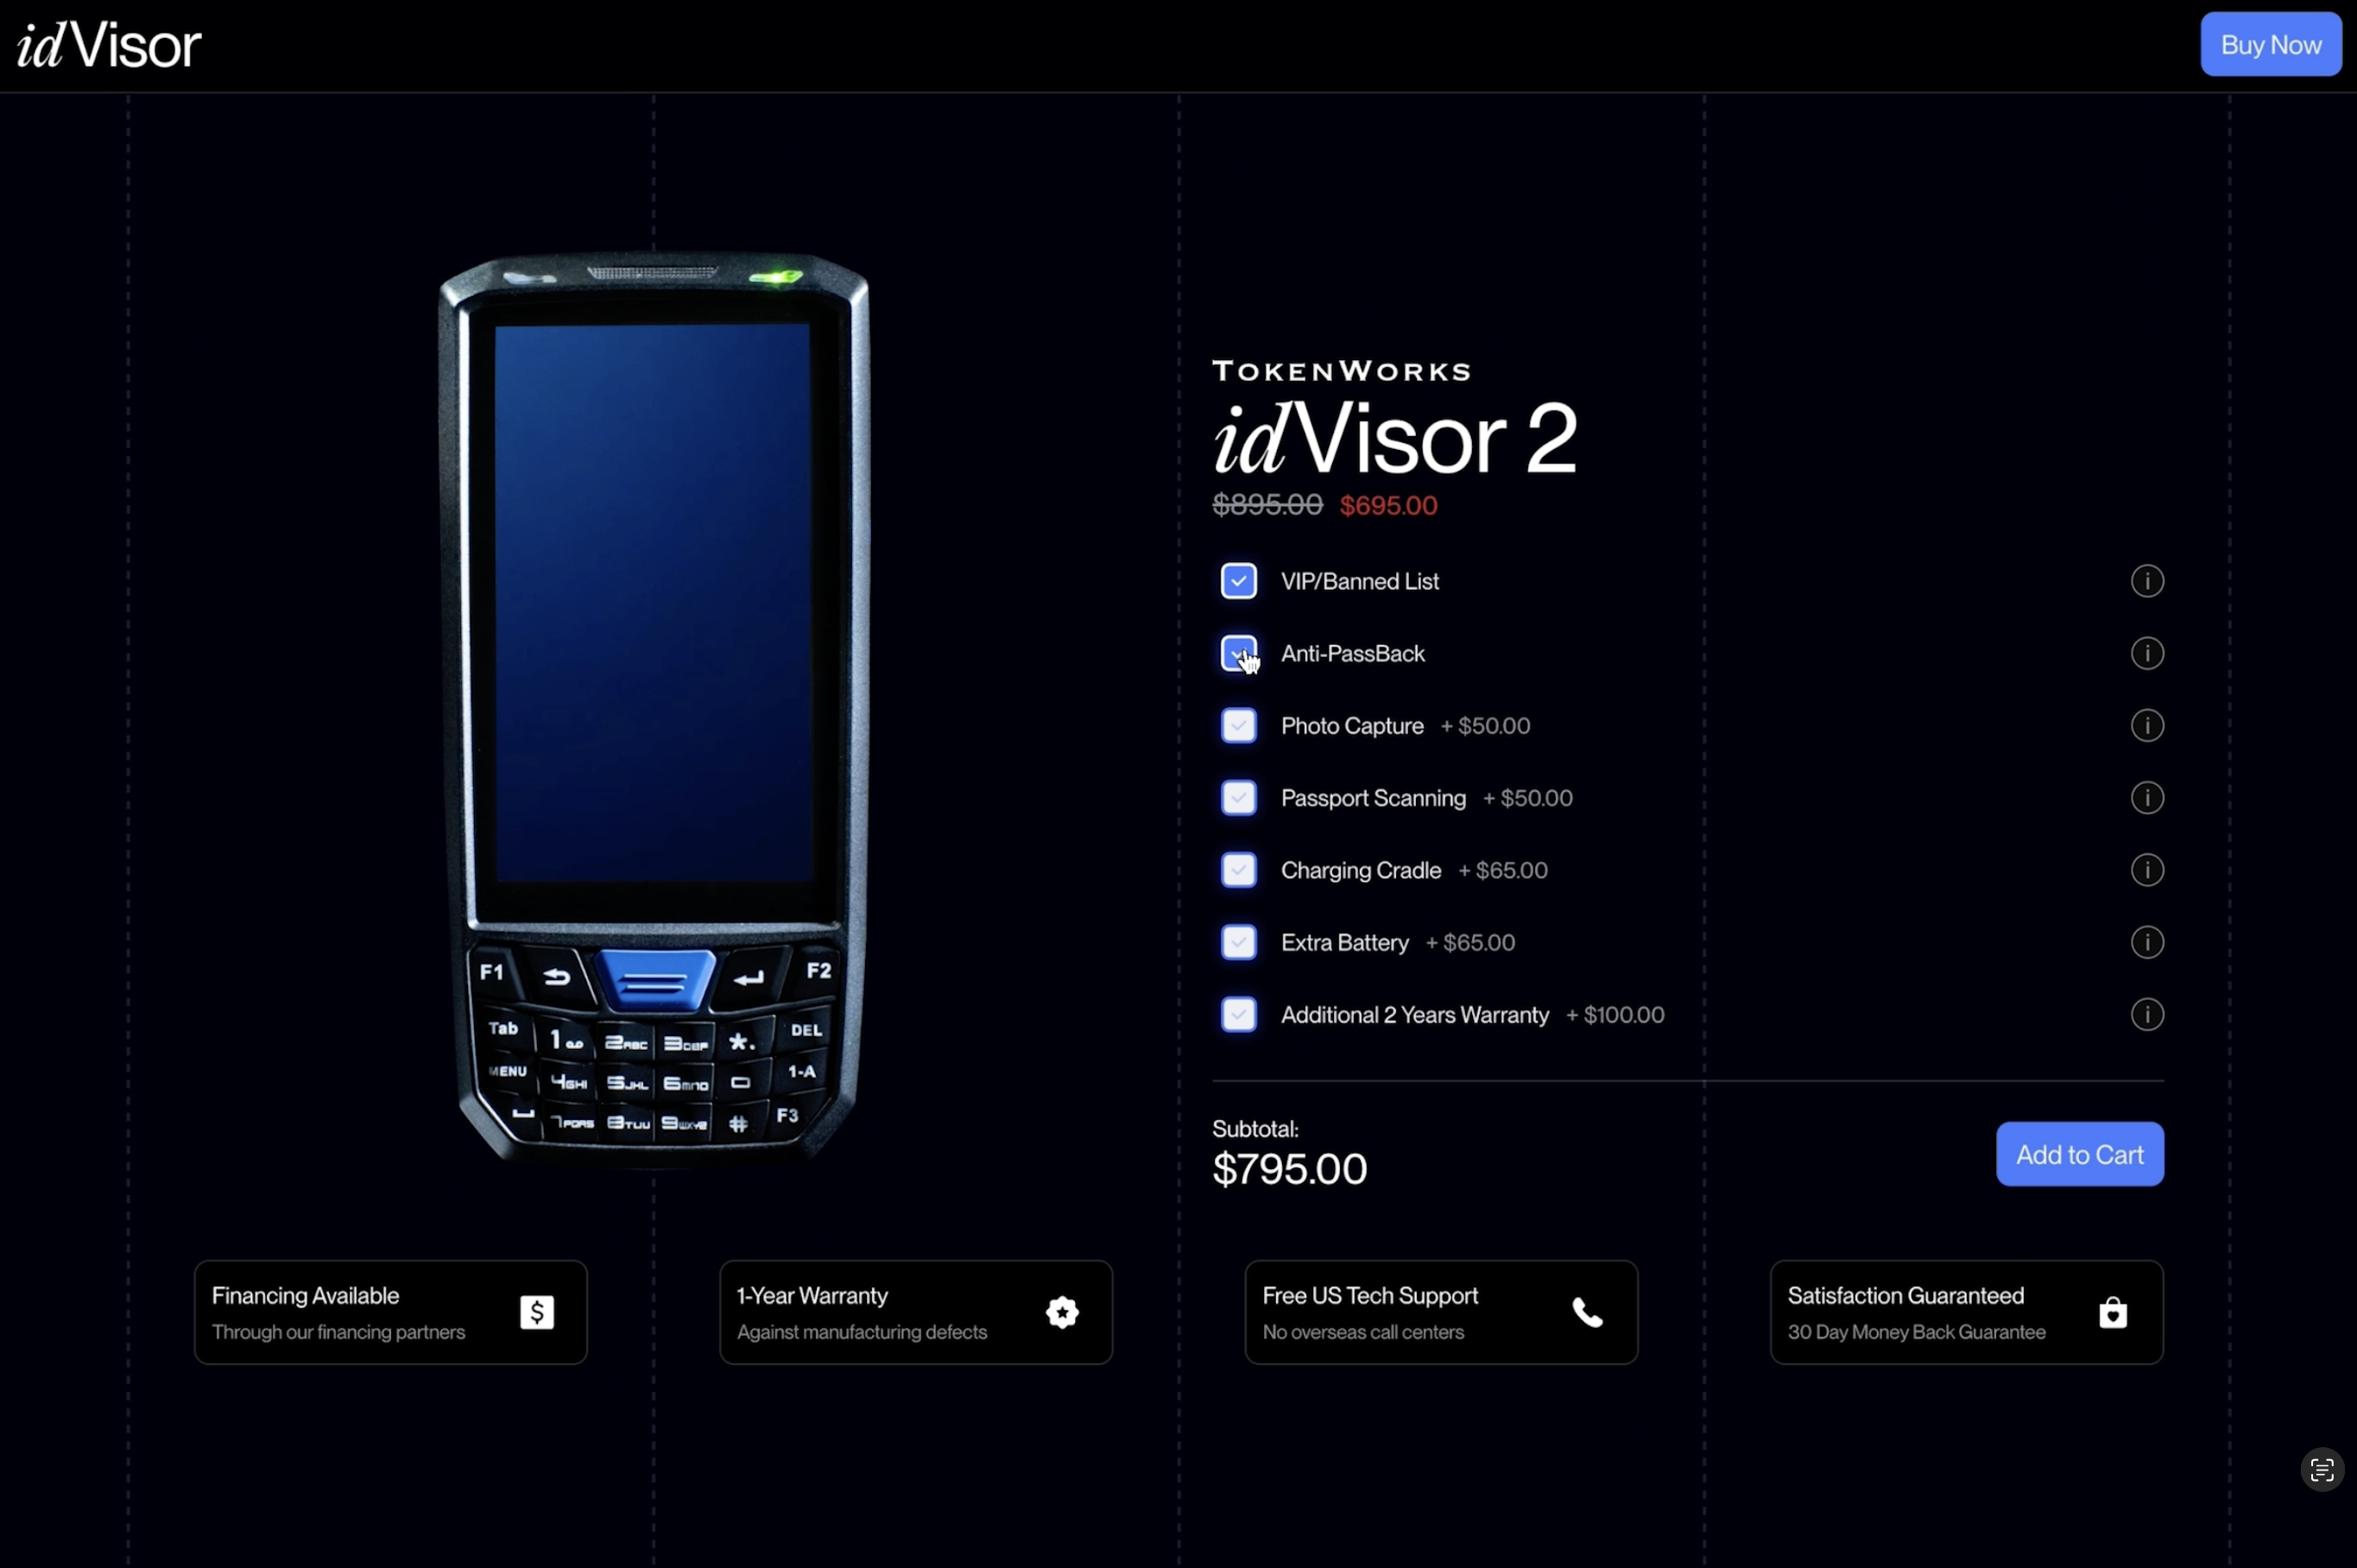 idVisor
Buy Now
TOKENWORKS
idVisor 2
$895.00 $695.00
VIP/Banned List
Anti-PassBack
Photo Capture + $50.00
Passport Scanning + $50.00
Charging Cradle + $65.00
Extra Battery + $65.00
Additional 2 Years Warranty + $100.00
Subtotal:
$795.00
Add to Cart
F1 F2
Tab 1 2ABC 3DEF *. DEL
MENU 4GHI 5JKL 6MNO 0 1-A
7PQRS 8TUV 9WXYZ # F3
Financing Available
Through our financing partners
$
1-Year Warranty
Against manufacturing defects
Free US Tech Support
No overseas call centers
Satisfaction Guaranteed
30 Day Money Back Guarantee